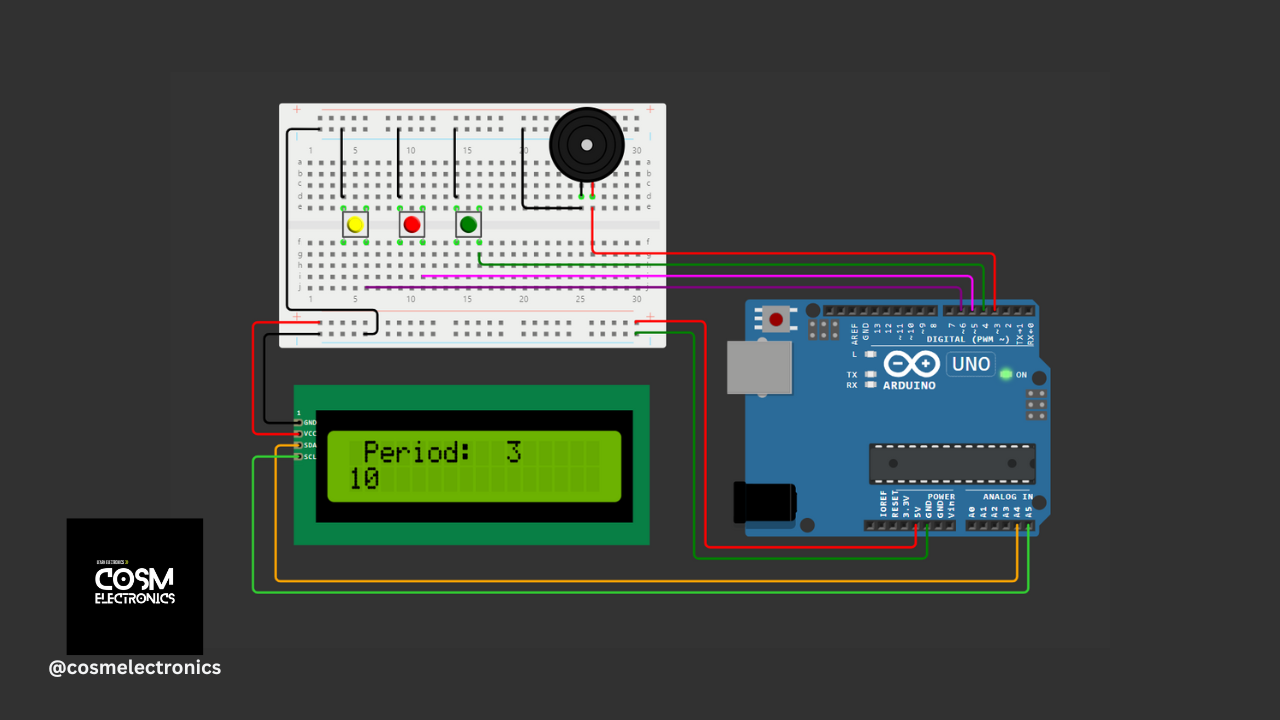 1 5 10 15 20 30
a
b
c
d
e
a
b
c
d
e
f
g
h
i
j
f
g
h
i
j
1 5 10 15 20 25 30
1
GND
VCC
SDA
SCL
Period: 3
10
AREF
GND
13
12
~11
~10
~9
8
7
~6
~5
4
~3
2
TX→1
RX←0
DIGITAL (PWM ~)
L
TX
RX
UNO
ON
ARDUINO
IOREF
RESET
3.3V
5V
GND
GND
Vin
POWER
ANALOG IN
A0
A1
A2
A3
A4
A5
COSM
ELECTRONICS
@cosmelectronics